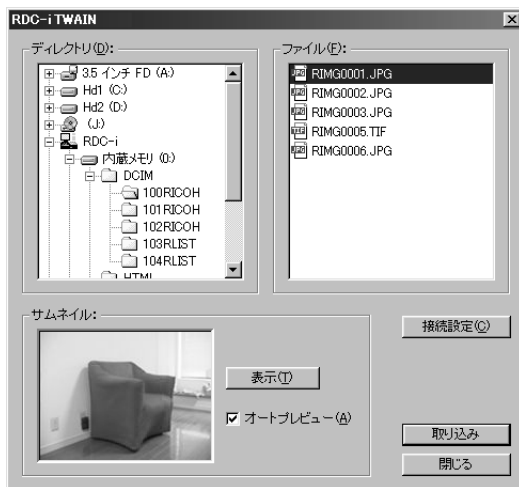 RDC-i TWAIN
ディレクトリ(D):
3.5 インチ FD (A:)
Hd1 (C:)
Hd2 (D:)
(J:)
RDC-i
内蔵メモリ (0:)
DCIM
100RICOH
101RICOH
102RICOH
103RLIST
104RLIST
HTML
ファイル(F):
RIMG0001.JPG
RIMG0002.JPG
RIMG0003.JPG
RIMG0005.TIF
RIMG0006.JPG
サムネイル:
表示(T)
オートプレビュー(A)
接続設定(C)
取り込み
閉じる